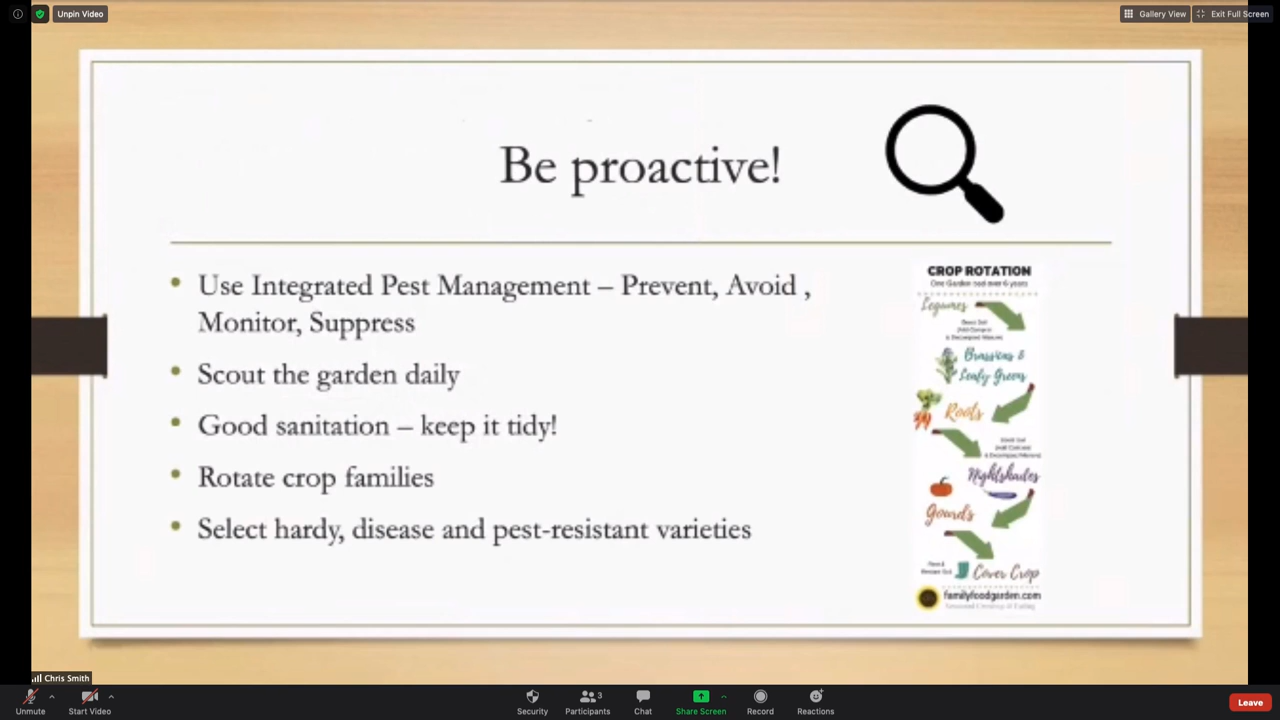 Unpin Video
Gallery View
Exit Full Screen
Be proactive!
• Use Integrated Pest Management – Prevent, Avoid ,
Monitor, Suppress
• Scout the garden daily
• Good sanitation – keep it tidy!
• Rotate crop families
• Select hardy, disease and pest-resistant varieties
CROP ROTATION
One Garden bed over 6 years
Legumes
Brassicas &
Leafy Greens
Roots
Nightshades
Gourds
Cover Crop
familyfoodgarden.com
Chris Smith
Unmute
Start Video
Security
Participants
3
Chat
Share Screen
Record
Reactions
Leave